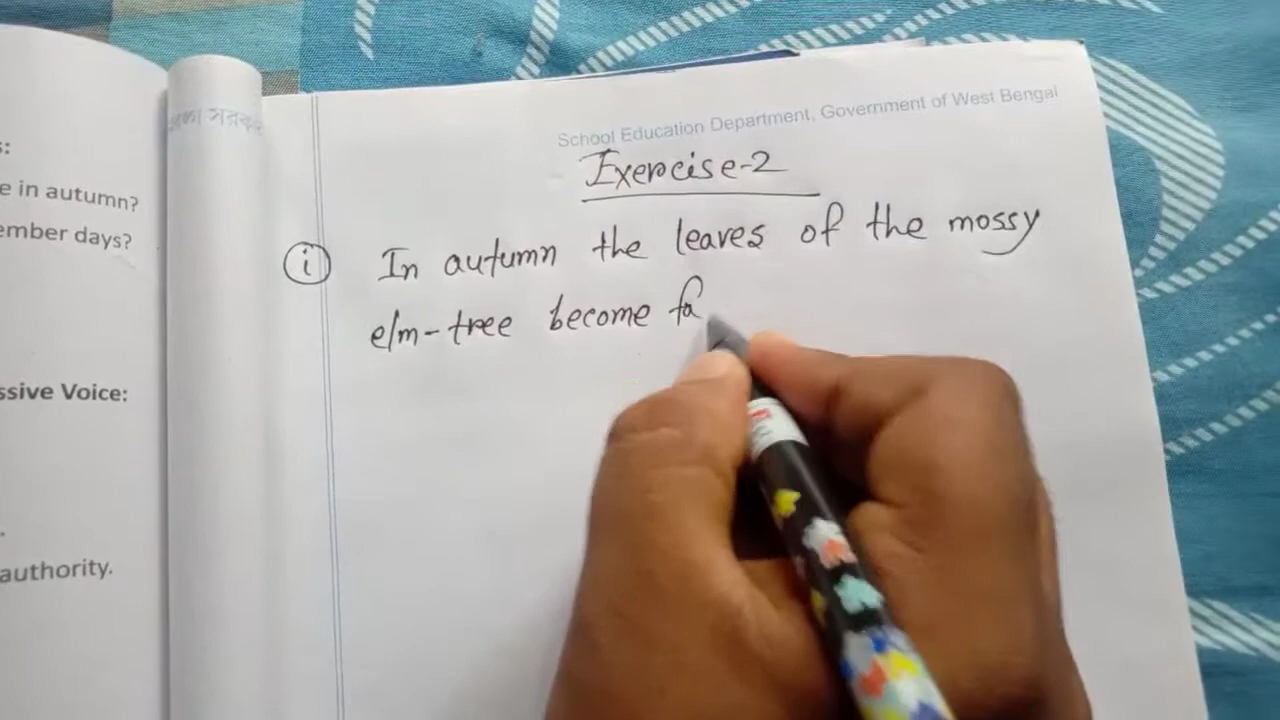 :
e in autumn?
ember days?
ssive Voice:
.
authority.
School Education Department, Government of West Bengal
Exercise-2
i In autumn the leaves of the mossy
elm-tree become fa